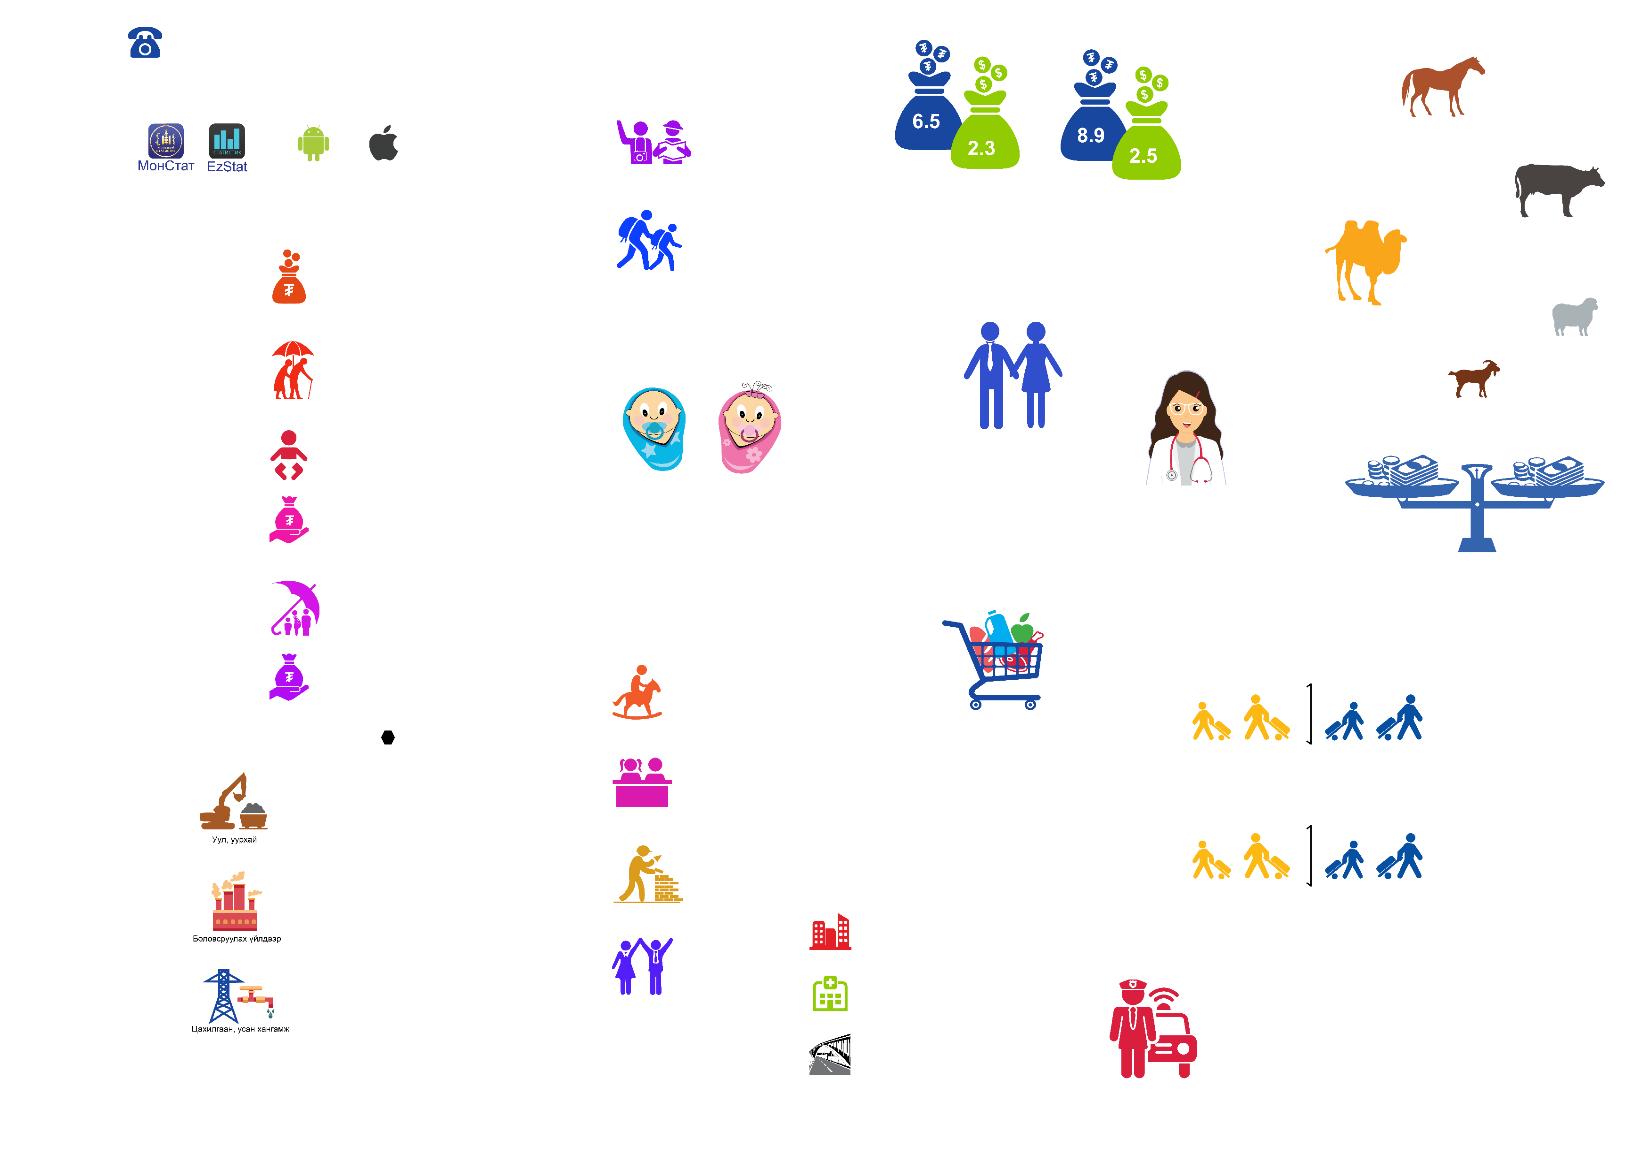 МонСтат
EzStat
6.5
2.3
8.9
2.5
Уул, уурхай
Боловсруулах үйлдвэр
Цахилгаан, усан хангамж